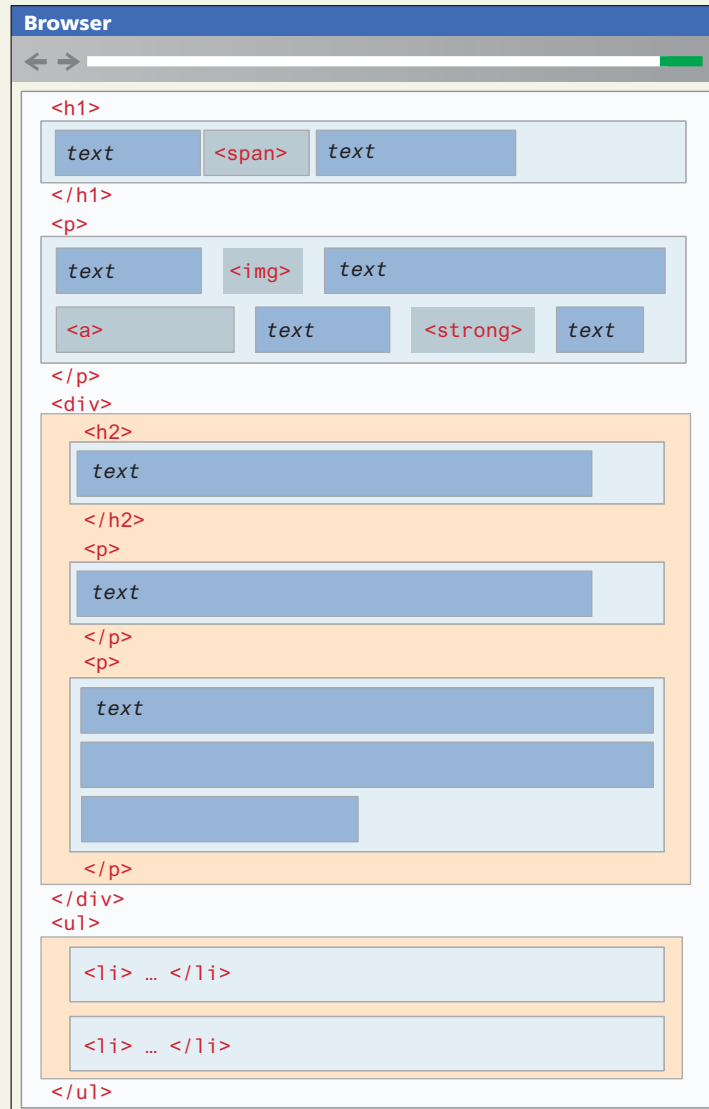 Browser
<h1>
text <span> text
</h1>
<p>
text <img> text
<a> text <strong> text
</p>
<div>
<h2>
text
</h2>
<p>
text
</p>
<p>
text
</p>
</div>
<ul>
<li> … </li>
<li> … </li>
</ul>